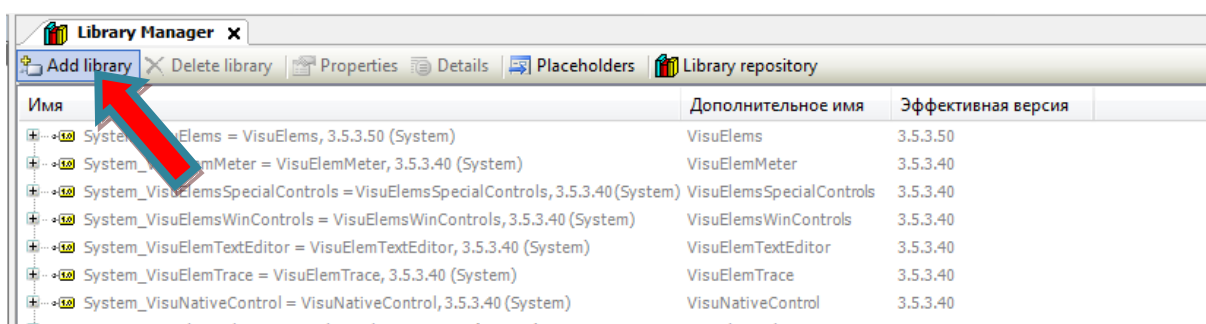 Library Manager x
Add library Delete library Properties Details Placeholders Library repository
Имя Дополнительное имя Эффективная версия
Elems = VisuElems, 3.5.3.50 (System) VisuElems 3.5.3.50
= VisuElemMeter, 3.5.3.40 (System) VisuElemMeter 3.5.3.40
System_VisuElemsSpecialControls = VisuElemsSpecialControls, 3.5.3.40 (System) VisuElemsSpecialControls 3.5.3.40
System_VisuElemsWinControls = VisuElemsWinControls, 3.5.3.40 (System) VisuElemsWinControls 3.5.3.40
System_VisuElemTextEditor = VisuElemTextEditor, 3.5.3.40 (System) VisuElemTextEditor 3.5.3.40
System_VisuElemTrace = VisuElemTrace, 3.5.3.40 (System) VisuElemTrace 3.5.3.40
System_VisuNativeControl = VisuNativeControl, 3.5.3.40 (System) VisuNativeControl 3.5.3.40